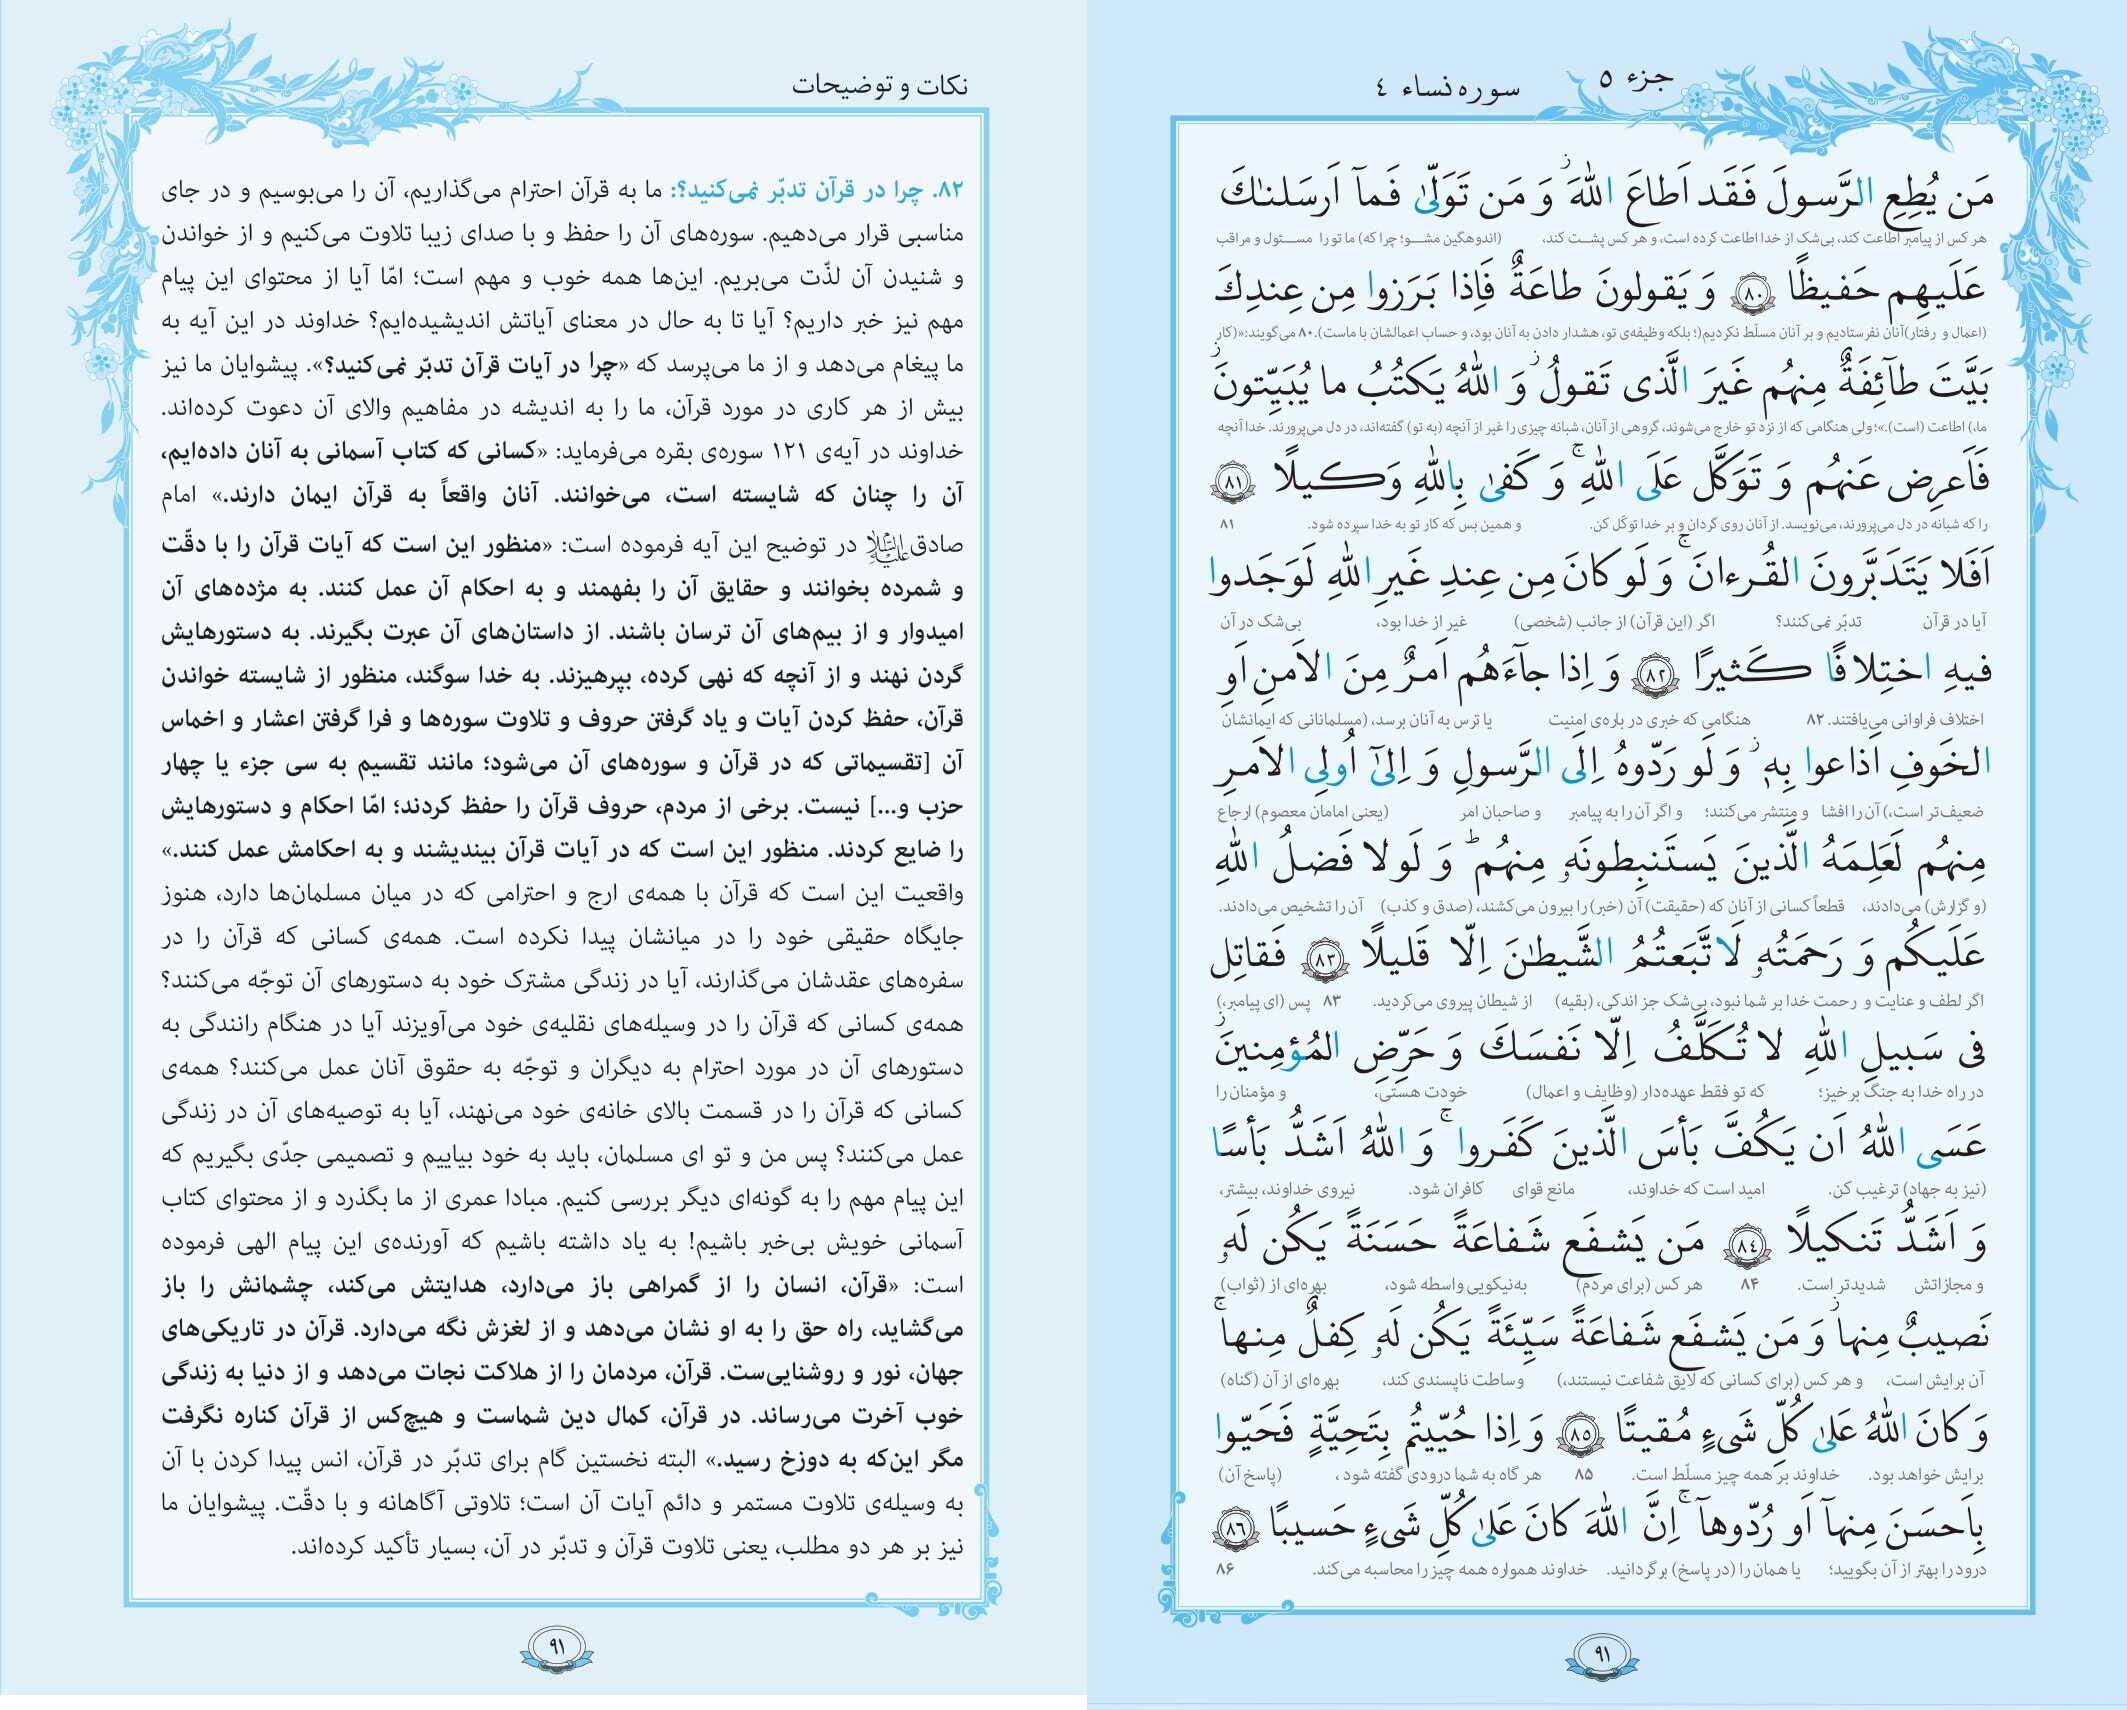 جزء ۵
سوره نساء ٤
مَن يُطِعِ الرَّسولَ فَقَد اَطاعَ اللّٰهَ ۖ وَ مَن تَوَلّىٰ فَمآ اَرسَلناكَ
هر کس از پیامبر اطاعت کند، بی‌شک از خدا اطاعت کرده است، و هر کس پشت کند، (اندوهگین مشو؛ چرا که) ما تو را مسئول و مراقب
عَلَيهِم حَفيظًا ﴿٨٠﴾ وَ يَقولونَ طاعَةٌ فَاِذا بَرَزوا مِن عِندِكَ
(اعمال و رفتار)آنان نفرستادیم و بر آنان مسلّط نکردیم(؛ بلکه وظیفه‌ی تو، هشدار دادن به آنان بود، و حساب اعمالشان با ماست). ۸۰ می‌گویند:«(کار
بَيَّتَ طآئِفَةٌ مِنهُم غَيرَ الَّذى تَقولُ ۖ وَ اللّٰهُ يَكتُبُ ما يُبَيِّتونَ ۖ
ما،) اطاعت (است).»؛ ولی هنگامی که از نزد تو خارج می‌شوند، گروهی از آنان، شبانه چیزی را غیر از آنچه (به تو) گفته‌اند، در دل می‌پرورند. خدا آنچه
فَاَعرِض عَنهُم وَ تَوَكَّل عَلَى اللّٰهِ ۚ وَ كَفىٰ بِاللّٰهِ وَكيلًا ﴿٨١﴾
را که شبانه در دل می‌پرورند، می‌نویسد. از آنان روی گردان و بر خدا توکّل کن. و همین بس که کار تو به خدا سپرده شود. ۸۱
اَفَلا يَتَدَبَّرونَ القُرءانَ ۚ وَ لَو كانَ مِن عِندِ غَيرِ اللّٰهِ لَوَجَدوا
آیا در قرآن تدبّر نمی‌کنند؟ اگر (این قرآن) از جانب (شخصی) غیر از خدا بود، بی‌شک در آن
فيهِ اختِلافًا كَثيرًا ﴿٨٢﴾ وَ اِذا جآءَهُم اَمرٌ مِنَ الاَمنِ اَوِ
اختلاف فراوانی می‌یافتند. ۸۲ هنگامی که خبری در باره‌ی امنیت یا ترس به آنان برسد، (مسلمانانی که ایمانشان
الخَوفِ اَذاعوا بِهٖ ۖ وَ لَو رَدّوهُ اِلَى الرَّسولِ وَ اِلىٰٓ اُولِى الاَمرِ
ضعیف‌تر است،) آن را افشا و منتشر می‌کنند؛ و اگر آن را به پیامبر و صاحبان امر (یعنی امامان معصوم) ارجاع
مِنهُم لَعَلِمَهُ الَّذينَ يَستَنبِطونَهٗ مِنهُم ۗ وَ لَولا فَضلُ اللّٰهِ
(و گزارش) می‌دادند، قطعاً کسانی از آنان که (حقیقت) آن (خبر) را بیرون می‌کشند، (صدق و کذب) آن را تشخیص می‌دادند.
عَلَيكُم وَ رَحمَتُهٗ لَاتَّبَعتُمُ الشَّيطٰنَ اِلّا قَليلًا ﴿٨٣﴾ فَقاتِل
اگر لطف و عنایت و رحمت خدا بر شما نبود، بی‌شک جز اندکی، (بقیه) از شیطان پیروی می‌کردید. ۸۳ پس (ای پیامبر،)
فى سَبيلِ اللّٰهِ لا تُكَلَّفُ اِلّا نَفسَكَ وَ حَرِّضِ المُؤمِنينَ ۖ
در راه خدا به جنگ برخیز؛ که تو فقط عهده‌دار (وظایف و اعمال) خودت هستی، و مؤمنان را
عَسَى اللّٰهُ اَن يَكُفَّ بَأسَ الَّذينَ كَفَروا ۚ وَ اللّٰهُ اَشَدُّ بَأسًا
(نیز به جهاد) ترغیب کن. امید است که خداوند، مانع قوای کافران شود. نیروی خداوند، بیشتر،
وَ اَشَدُّ تَنكيلًا ﴿٨٤﴾ مَن يَشفَع شَفاعَةً حَسَنَةً يَكُن لَهٗ
و مجازاتش شدیدتر است. ۸۴ هر کس (برای مردم) به‌نیکویی واسطه شود، بهره‌ای از (ثواب)
نَصيبٌ مِنها ۖ وَ مَن يَشفَع شَفاعَةً سَيِّئَةً يَكُن لَهٗ كِفلٌ مِنها ۚ
آن برایش است، و هر کس (برای کسانی که لایق شفاعت نیستند،) وساطت ناپسندی کند، بهره‌ای از آن (گناه)
وَ كانَ اللّٰهُ عَلىٰ كُلِّ شَىءٍ مُقيتًا ﴿٨٥﴾ وَ اِذا حُيّيتُم بِتَحِيَّةٍ فَحَيّوا
برایش خواهد بود. خداوند بر همه چیز مسلّط است. ۸۵ هر گاه به شما درودی گفته شود ، (پاسخ آن)
بِاَحسَنَ مِنهآ اَو رُدّوهآ ۚ اِنَّ اللّٰهَ كانَ عَلىٰ كُلِّ شَىءٍ حَسيبًا ﴿٨٦﴾
درود را بهتر از آن بگویید؛ یا همان را (در پاسخ) برگردانید. خداوند همواره همه چیز را محاسبه می‌کند. ۸۶
۹۱
نکات و توضیحات
۸۲. چرا در قرآن تدبّر نمی‌کنید؟: ما به قرآن احترام می‌گذاریم، آن را می‌بوسیم و در جای
مناسبی قرار می‌دهیم. سوره‌های آن را حفظ و با صدای زیبا تلاوت می‌کنیم و از خواندن
و شنیدن آن لذّت می‌بریم. این‌ها همه خوب و مهم است؛ امّا آیا از محتوای این پیام
مهم نیز خبر داریم؟ آیا تا به حال در معنای آیاتش اندیشیده‌ایم؟ خداوند در این آیه به
ما پیغام می‌دهد و از ما می‌پرسد که «چرا در آیات قرآن تدبّر نمی‌کنید؟». پیشوایان ما نیز
بیش از هر کاری در مورد قرآن، ما را به اندیشه در مفاهیم والای آن دعوت کرده‌اند.
خداوند در آیه‌ی ۱۲۱ سوره‌ی بقره می‌فرماید: «کسانی که کتاب آسمانی به آنان داده‌ایم،
آن را چنان که شایسته است، می‌خوانند. آنان واقعاً به قرآن ایمان دارند.» امام
صادق علیه‌السلام در توضیح این آیه فرموده است: «منظور این است که آیات قرآن را با دقّت
و شمرده بخوانند و حقایق آن را بفهمند و به احکام آن عمل کنند. به مژده‌های آن
امیدوار و از بیم‌های آن ترسان باشند. از داستان‌های آن عبرت بگیرند. به دستورهایش
گردن نهند و از آنچه که نهی کرده، بپرهیزند. به خدا سوگند، منظور از شایسته خواندن
قرآن، حفظ کردن آیات و یاد گرفتن حروف و تلاوت سوره‌ها و فرا گرفتن اعشار و اخماس
آن [تقسیماتی که در قرآن و سوره‌های آن می‌شود؛ مانند تقسیم به سی جزء یا چهار
حزب و...] نیست. برخی از مردم، حروف قرآن را حفظ کردند؛ امّا احکام و دستورهایش
را ضایع کردند. منظور این است که در آیات قرآن بیندیشند و به احکامش عمل کنند.»
واقعیت این است که قرآن با همه‌ی ارج و احترامی که در میان مسلمان‌ها دارد، هنوز
جایگاه حقیقی خود را در میانشان پیدا نکرده است. همه‌ی کسانی که قرآن را در
سفره‌های عقدشان می‌گذارند، آیا در زندگی مشترک خود به دستورهای آن توجّه می‌کنند؟
همه‌ی کسانی که قرآن را در وسیله‌های نقلیه‌ی خود می‌آویزند آیا در هنگام رانندگی به
دستورهای آن در مورد احترام به دیگران و توجّه به حقوق آنان عمل می‌کنند؟ همه‌ی
کسانی که قرآن را در قسمت بالای خانه‌ی خود می‌نهند، آیا به توصیه‌های آن در زندگی
عمل می‌کنند؟ پس من و تو ای مسلمان، باید به خود بیاییم و تصمیمی جدّی بگیریم که
این پیام مهم را به گونه‌ای دیگر بررسی کنیم. مبادا عمری از ما بگذرد و از محتوای کتاب
آسمانی خویش بی‌خبر باشیم! به یاد داشته باشیم که آورنده‌ی این پیام الهی فرموده
است: «قرآن، انسان را از گمراهی باز می‌دارد، هدایتش می‌کند، چشمانش را باز
می‌گشاید، راه حق را به او نشان می‌دهد و از لغزش نگه می‌دارد. قرآن در تاریکی‌های
جهان، نور و روشنایی‌ست. قرآن، مردمان را از هلاکت نجات می‌دهد و از دنیا به زندگی
خوب آخرت می‌رساند. در قرآن، کمال دین شماست و هیچ‌کس از قرآن کناره نگرفت
مگر این‌که به دوزخ رسید.» البته نخستین گام برای تدبّر در قرآن، انس پیدا کردن با آن
به وسیله‌ی تلاوت مستمر و دائم آیات آن است؛ تلاوتی آگاهانه و با دقّت. پیشوایان ما
نیز بر هر دو مطلب، یعنی تلاوت قرآن و تدبّر در آن، بسیار تأکید کرده‌اند.
۹۱